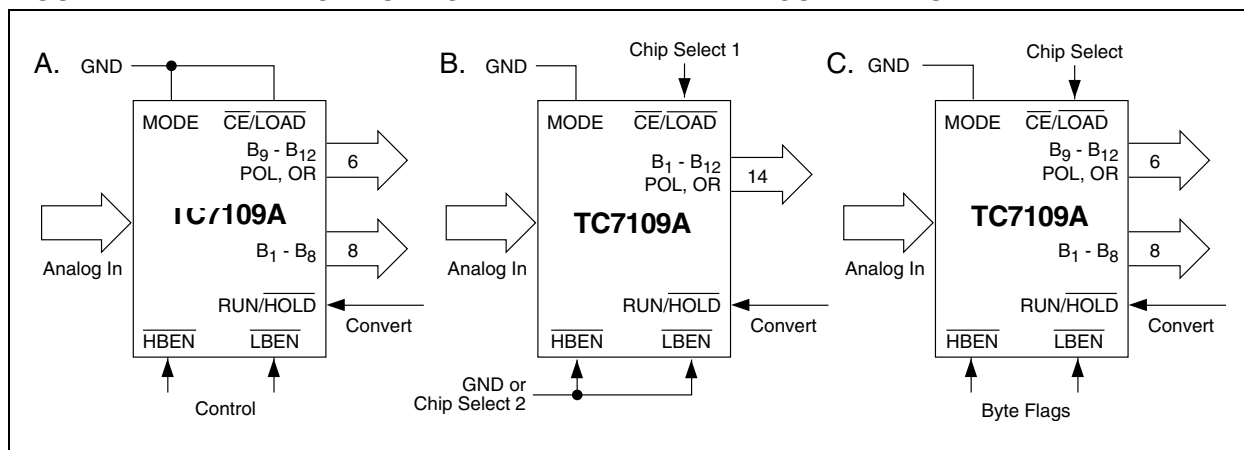 A.
GND
MODE
CE/LOAD
B9 - B12
POL, OR
6
TC7109A
B1 - B8
8
Analog In
RUN/HOLD
Convert
HBEN
LBEN
Control
B.
GND
Chip Select 1
MODE
CE/LOAD
B1 - B12
POL, OR
14
TC7109A
Analog In
RUN/HOLD
Convert
HBEN
LBEN
GND or
Chip Select 2
C.
GND
Chip Select
MODE
CE/LOAD
B9 - B12
POL, OR
6
TC7109A
B1 - B8
8
Analog In
RUN/HOLD
Convert
HBEN
LBEN
Byte Flags